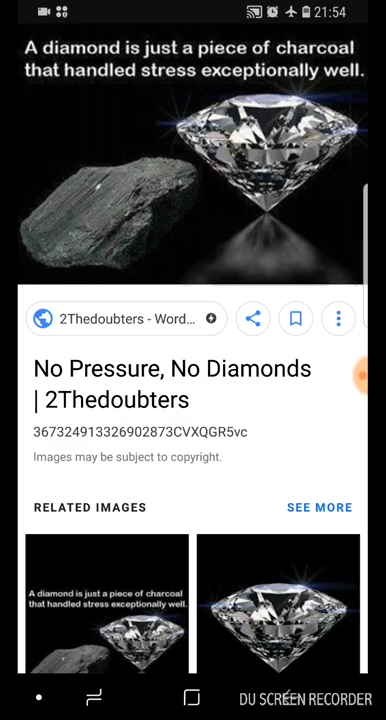 21:54
A diamond is just a piece of charcoal
that handled stress exceptionally well.
2Thedoubters - Word...
No Pressure, No Diamonds
| 2Thedoubters
367324913326902873CVXQGR5vc
Images may be subject to copyright.
RELATED IMAGES
SEE MORE
A diamond is just a piece of charcoal
that handled stress exceptionally well.
DU SCREEN RECORDER